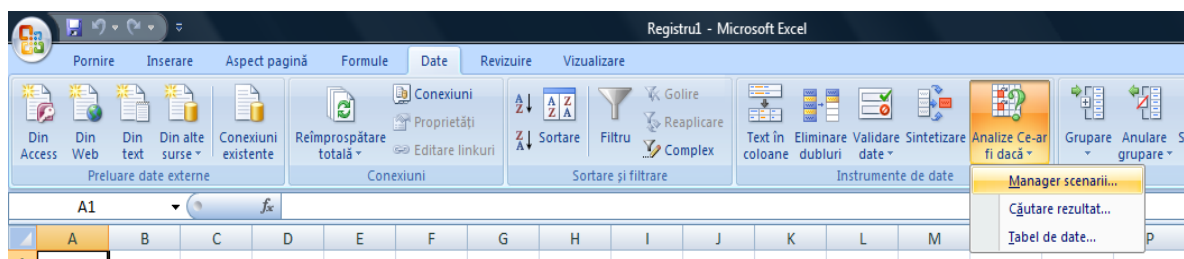 Registru1 - Microsoft Excel
Pornire Inserare Aspect pagină Formule Date Revizuire Vizualizare
Din Access
Din Web
Din text
Din alte surse
Conexiuni existente
Preluare date externe
Reîmprospătare totală
Conexiuni
Proprietăți
Editare linkuri
Conexiuni
Sortare
Filtru
Golire
Reaplicare
Complex
Sortare și filtrare
Text în coloane
Eliminare dubluri
Validare date
Sintetizare
Analize Ce-ar fi dacă
Instrumente de date
Grupare
Anulare grupare
S
Manager scenarii...
Căutare rezultat...
Tabel de date...
A1 fx
A B C D E F G H I J K L M P